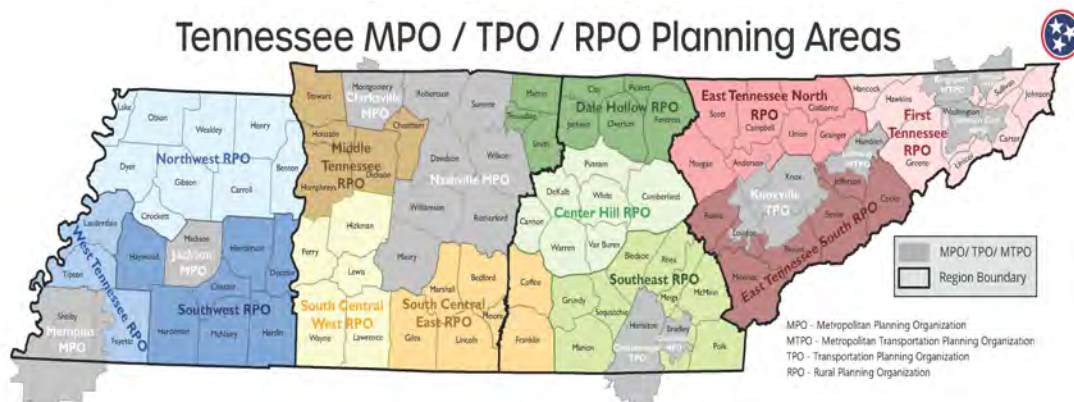 Tennessee MPO / TPO / RPO Planning Areas
Lake
Obion
Weakley
Henry
Dyer
Northwest RPO
Benton
Gibson
Carroll
Crockett
Lauderdale
Madison
Jackson
MPO
Haywood
Henderson
Decatur
Tipton
West Tennessee RPO
Chester
Southwest RPO
Shelby
Memphis
MPO
Fayette
Hardeman
McNairy
Hardin
Stewart
Montgomery
Clarksville
MPO
Robertson
Sumner
Houston
Cheatham
Middle
Tennessee
RPO
Dickson
Humphreys
Davidson
Wilson
Nashville MPO
Williamson
Rutherford
Hickman
Perry
Lewis
Maury
South Central
West RPO
Wayne
Lawrence
Marshall
Bedford
South Central
East RPO
Moore
Giles
Lincoln
Macon
Trousdale
Smith
Clay
Pickett
Dale Hollow RPO
Jackson
Overton
Fentress
Putnam
DeKalb
White
Cumberland
Center Hill RPO
Cannon
Warren
Van Buren
Coffee
Franklin
Bledsoe
Rhea
Southeast RPO
Grundy
Meigs
McMinn
Sequatchie
Hamilton
Bradley
Chattanooga
TPO
Marion
Polk
East Tennessee North
RPO
Scott
Claiborne
Campbell
Union
Grainger
Morgan
Anderson
Hamblen
MTPO
Knox
Knoxville
TPO
Jefferson
Roane
Loudon
Sevier
Cocke
Blount
Monroe
East Tennessee South RPO
Hancock
Hawkins
First
Tennessee
RPO
Greene
Kingsport
MTPO
Sullivan
Johnson
Washington
Carter
Unicoi
MPO/ TPO/ MTPO
Region Boundary
MPO - Metropolitan Planning Organization
MTPO - Metropolitan Transportation Planning Organization
TPO - Transportation Planning Organization
RPO - Rural Planning Organization